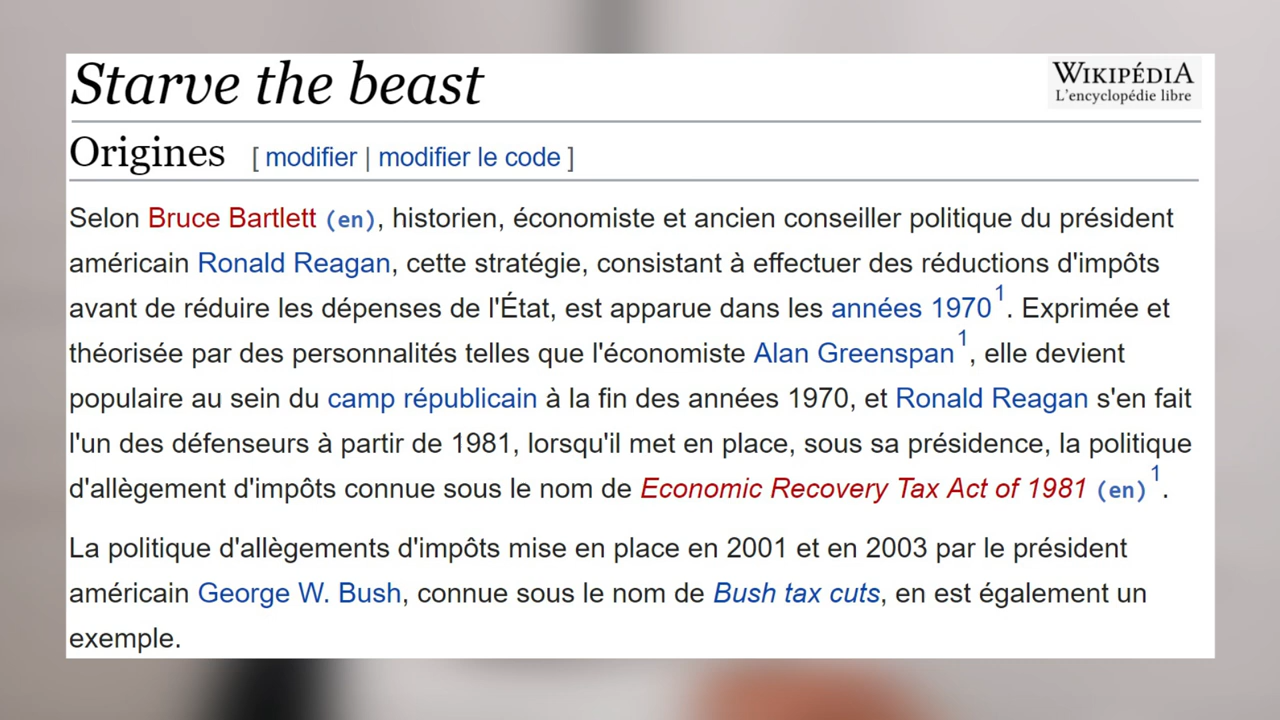 Starve the beast
WIKIPÉDIA
L'encyclopédie libre
Origines [ modifier | modifier le code ]
Selon Bruce Bartlett (en), historien, économiste et ancien conseiller politique du président
américain Ronald Reagan, cette stratégie, consistant à effectuer des réductions d'impôts
avant de réduire les dépenses de l'État, est apparue dans les années 1970 1. Exprimée et
théorisée par des personnalités telles que l'économiste Alan Greenspan 1, elle devient
populaire au sein du camp républicain à la fin des années 1970, et Ronald Reagan s'en fait
l'un des défenseurs à partir de 1981, lorsqu'il met en place, sous sa présidence, la politique
d'allègement d'impôts connue sous le nom de Economic Recovery Tax Act of 1981 (en) 1.
La politique d'allègements d'impôts mise en place en 2001 et en 2003 par le président
américain George W. Bush, connue sous le nom de Bush tax cuts, en est également un
exemple.